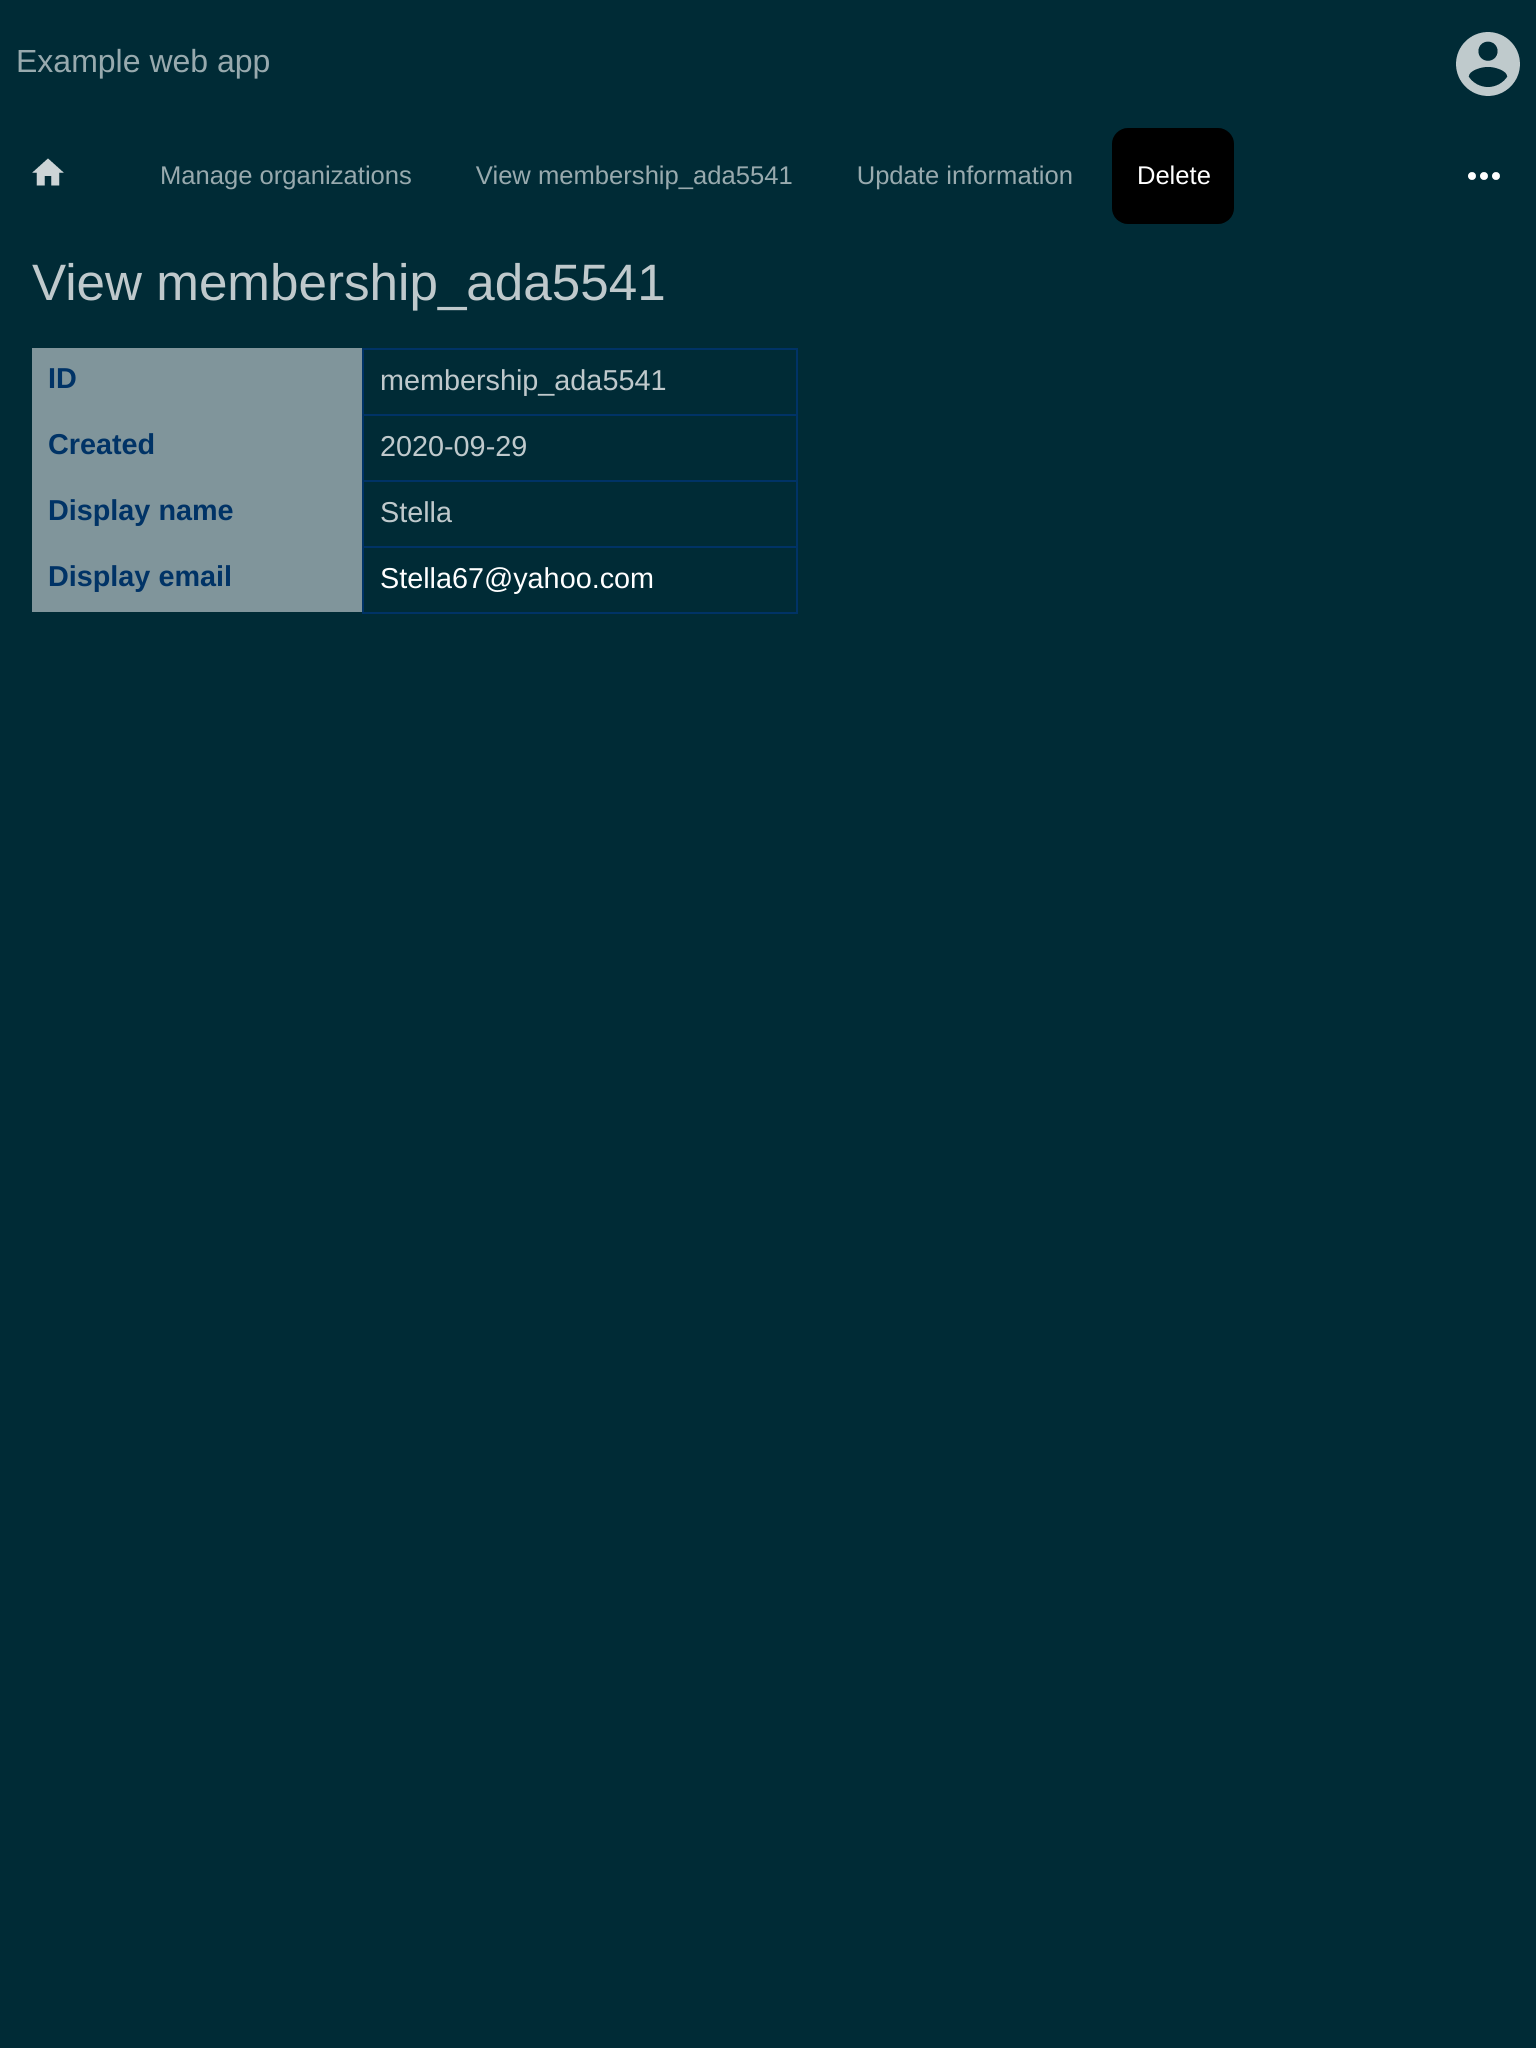 Example web app
Manage organizations View membership_ada5541 Update information Delete
View membership_ada5541
ID membership_ada5541
Created 2020-09-29
Display name Stella
Display email Stella67@yahoo.com